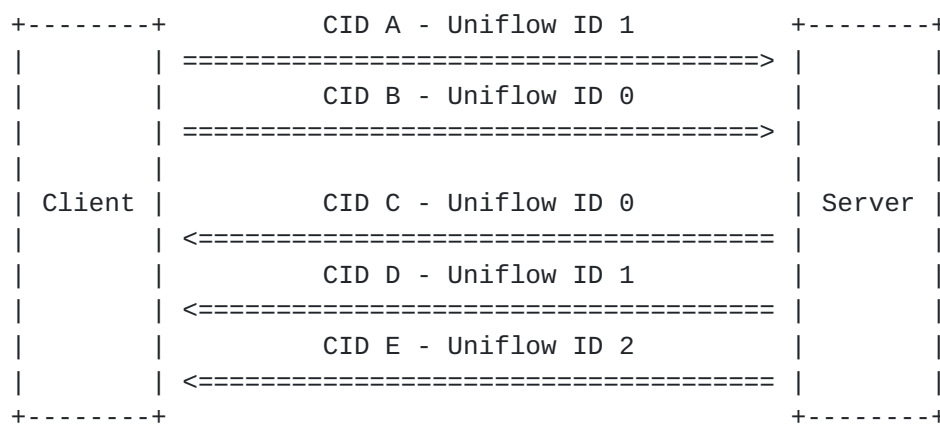 +--------+           CID A - Uniflow ID 1          +--------+
|        | =====================================> |        |
|        |           CID B - Uniflow ID 0          |        |
|        | =====================================> |        |
|        |                                         |        |
| Client |           CID C - Uniflow ID 0          | Server |
|        | <===================================== |        |
|        |           CID D - Uniflow ID 1          |        |
|        | <===================================== |        |
|        |           CID E - Uniflow ID 2          |        |
|        | <===================================== |        |
+--------+                                         +--------+